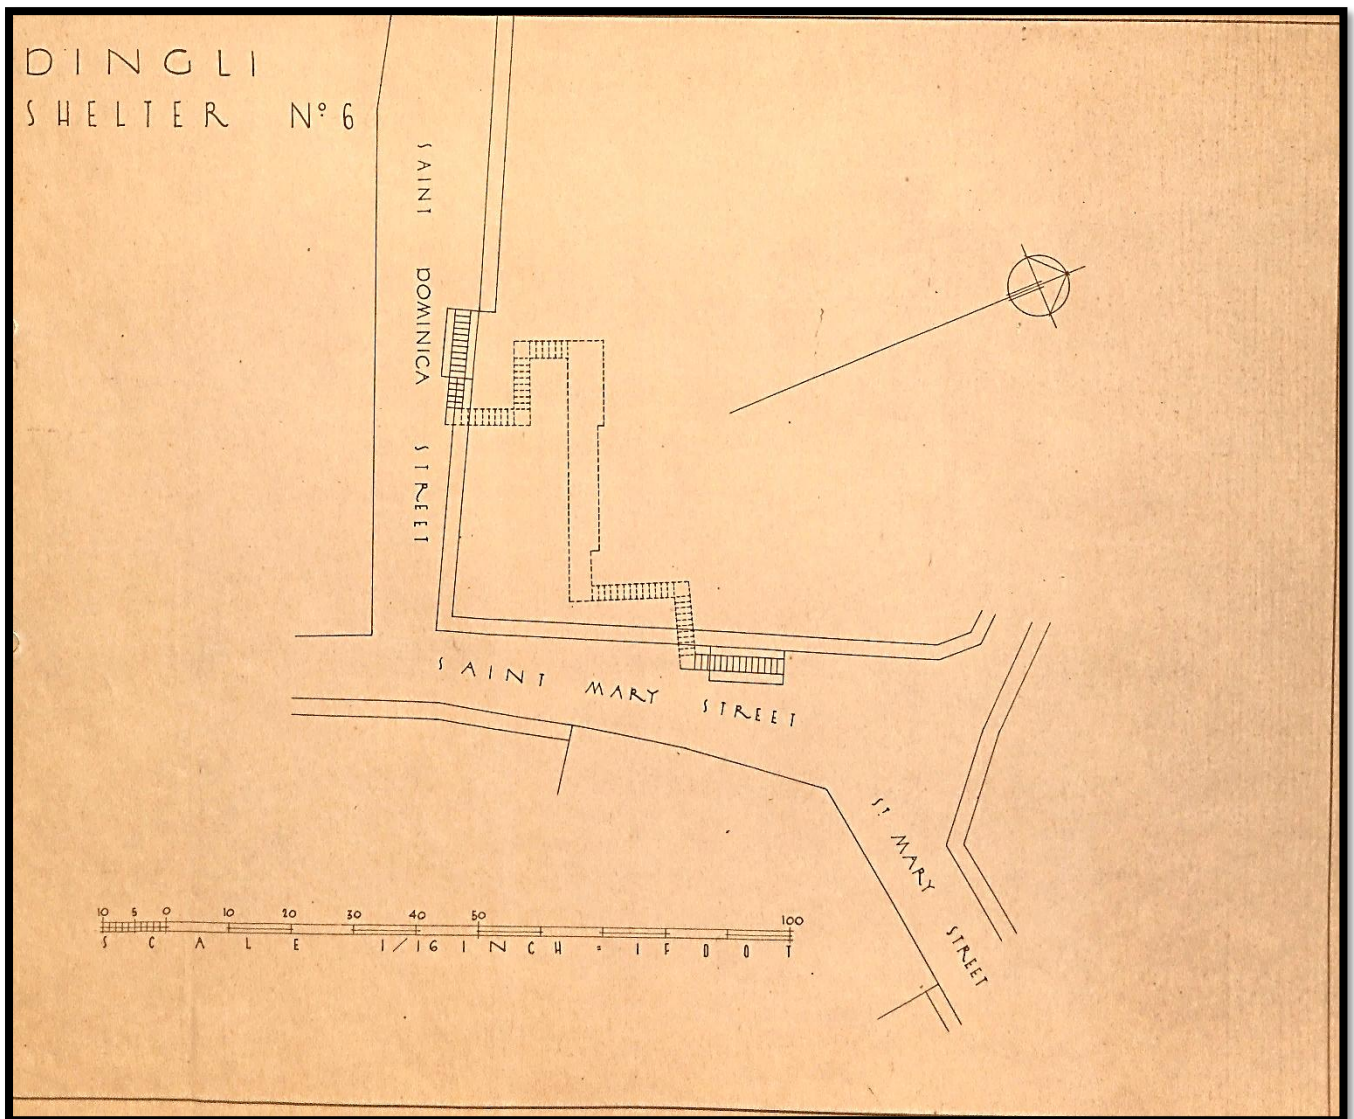 DINGLI
SHELTER Nº 6
SAINT DOMINICA STREET
SAINT MARY STREET
ST MARY STREET
10 5 0 10 20 30 40 50 100
SCALE 1/16 INCH = 1 FOOT